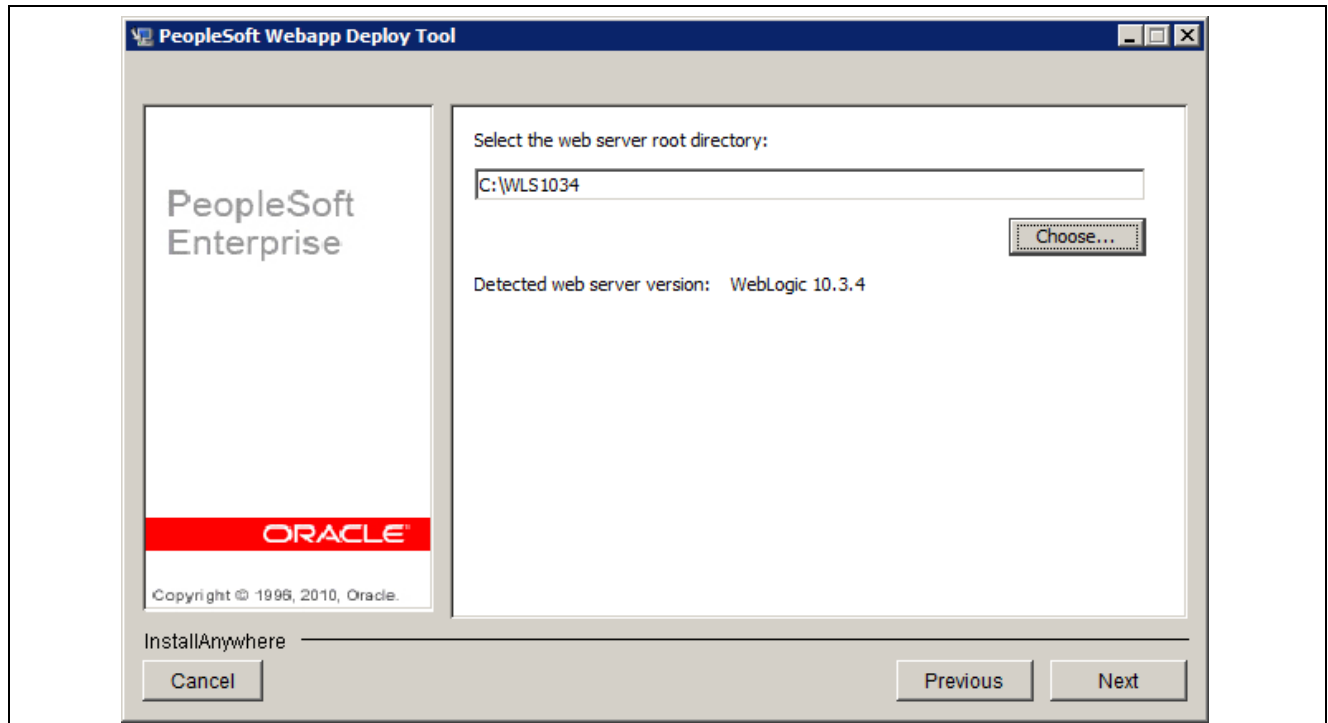 PeopleSoft Webapp Deploy Tool
PeopleSoft
Enterprise
ORACLE
Copyright © 1996, 2010, Oracle.
Select the web server root directory:
C:\WLS1034
Choose...
Detected web server version: WebLogic 10.3.4
InstallAnywhere
Cancel Previous Next